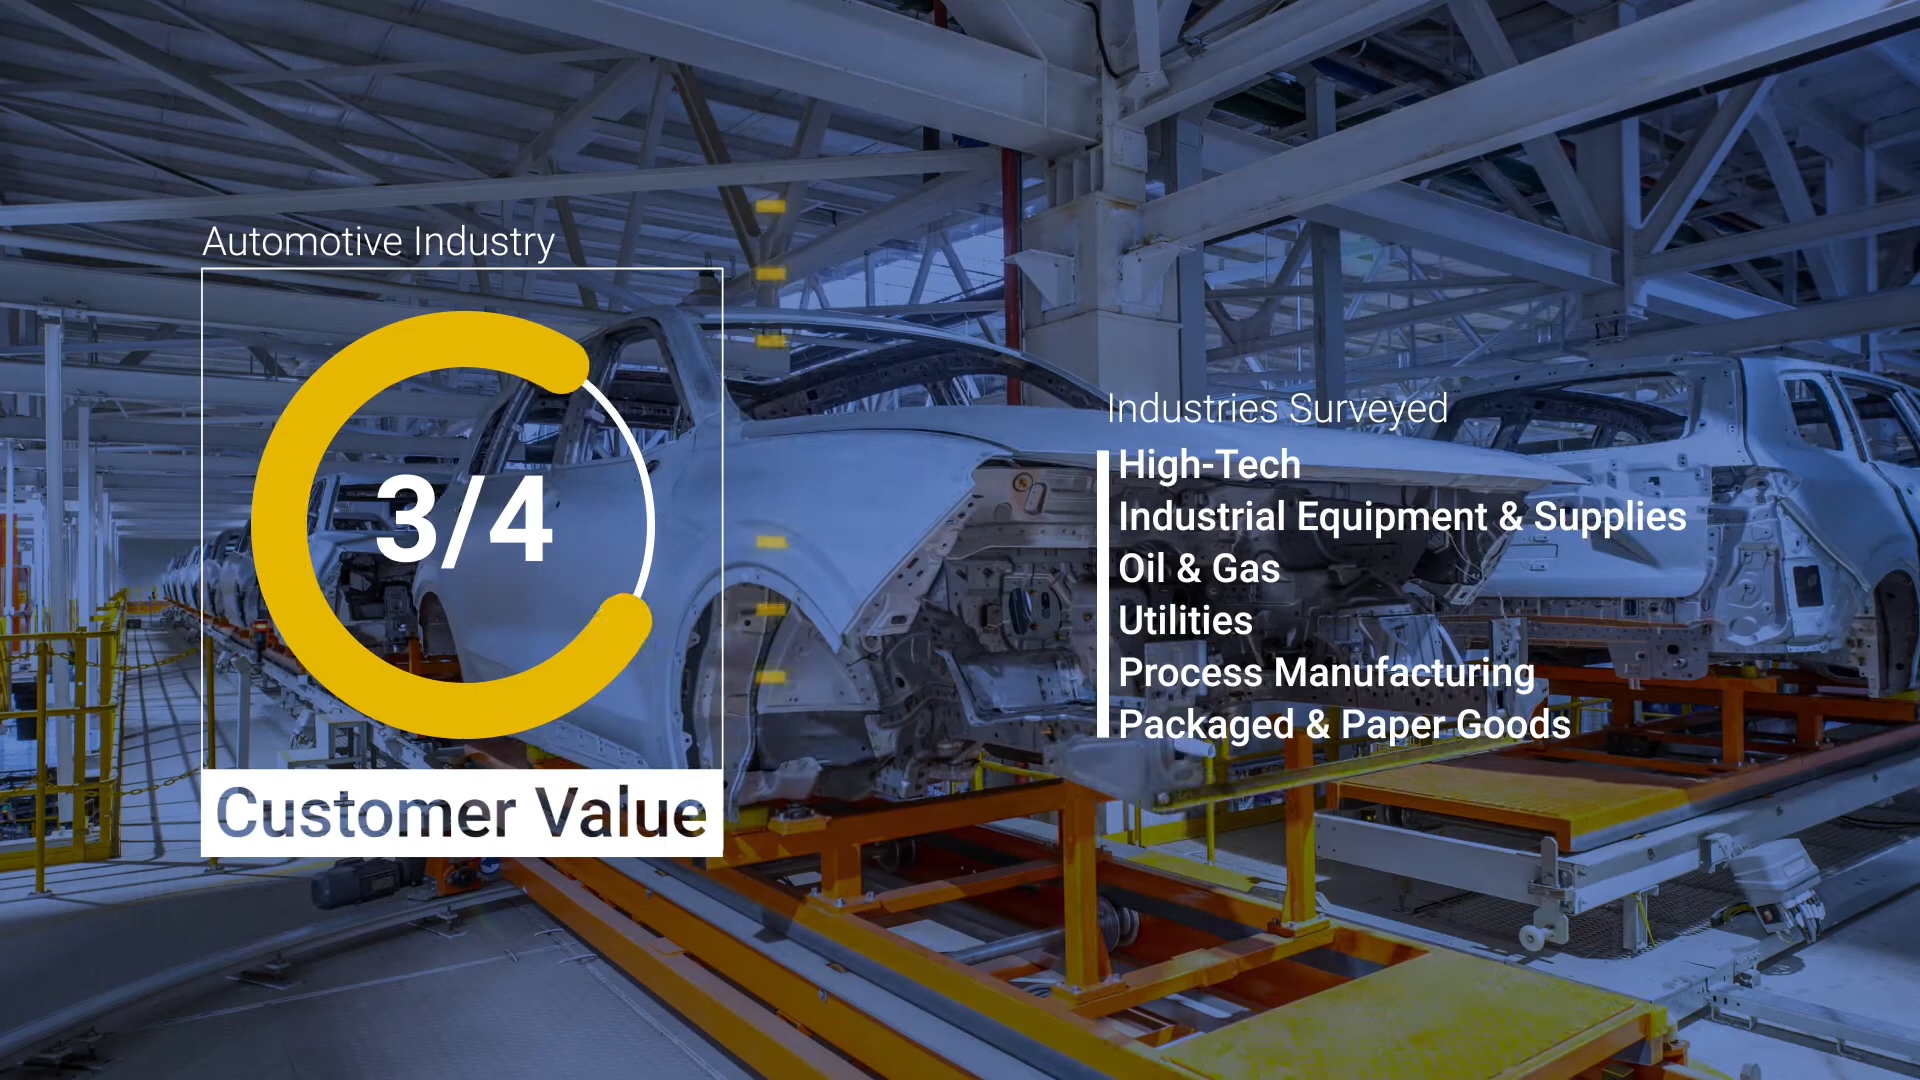 Automotive Industry
3/4
Customer Value
Industries Surveyed
High-Tech
Industrial Equipment & Supplies
Oil & Gas
Utilities
Process Manufacturing
Packaged & Paper Goods